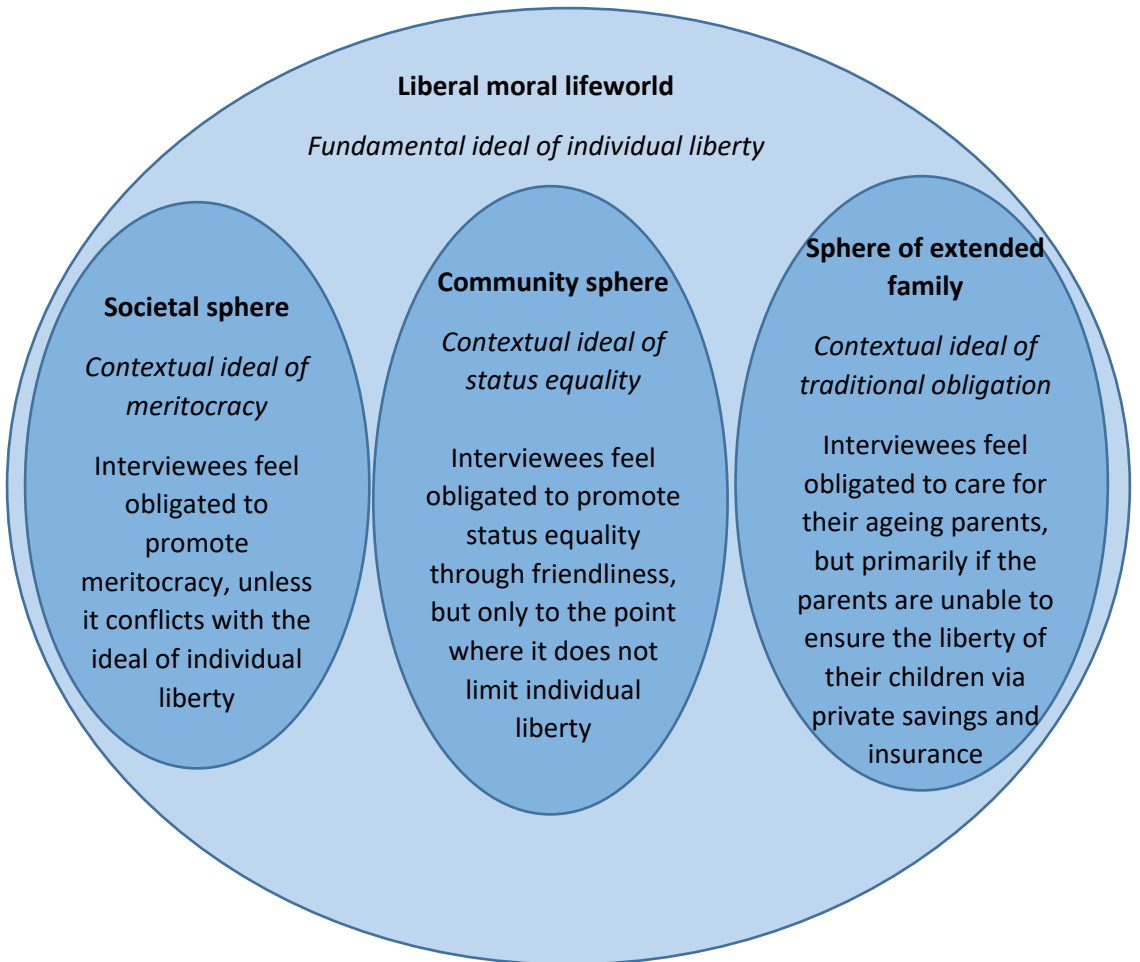 Liberal moral lifeworld
Fundamental ideal of individual liberty
Societal sphere
Contextual ideal of
meritocracy
Interviewees feel
obligated to
promote
meritocracy, unless
it conflicts with the
ideal of individual
liberty
Community sphere
Contextual ideal of
status equality
Interviewees feel
obligated to promote
status equality
through friendliness,
but only to the point
where it does not
limit individual
liberty
Sphere of extended
family
Contextual ideal of
traditional obligation
Interviewees feel
obligated to care for
their ageing parents,
but primarily if the
parents are unable to
ensure the liberty of
their children via
private savings and
insurance